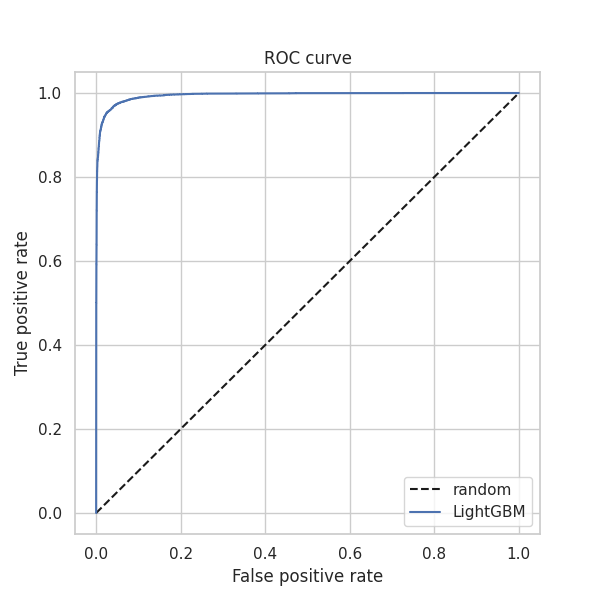 ROC curve
True positive rate
1.0
0.8
0.6
0.4
0.2
0.0
random
LightGBM
0.0 0.2 0.4 0.6 0.8 1.0
False positive rate